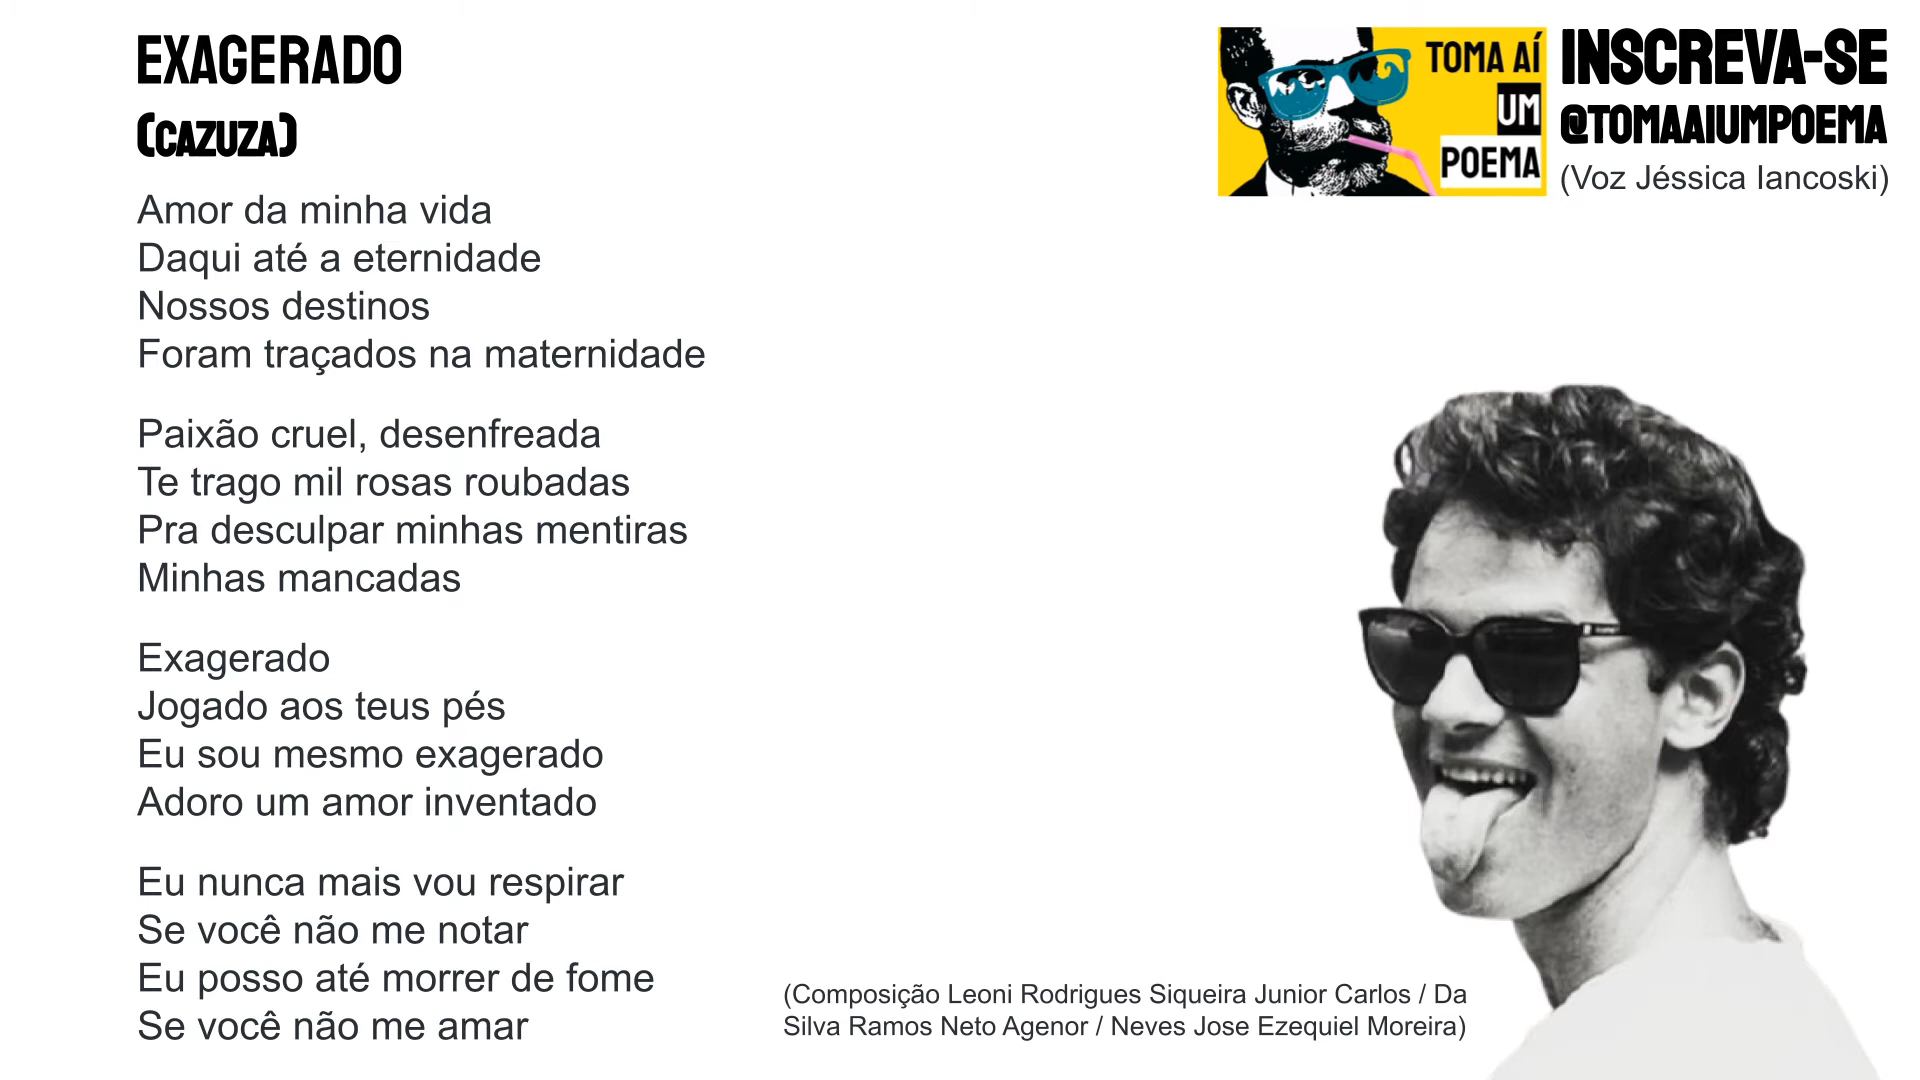 EXAGERADO
(CAZUZA)
Amor da minha vida
Daqui até a eternidade
Nossos destinos
Foram traçados na maternidade
Paixão cruel, desenfreada
Te trago mil rosas roubadas
Pra desculpar minhas mentiras
Minhas mancadas
Exagerado
Jogado aos teus pés
Eu sou mesmo exagerado
Adoro um amor inventado
Eu nunca mais vou respirar
Se você não me notar
Eu posso até morrer de fome
Se você não me amar
TOMA AÍ
UM
POEMA
INSCREVA-SE
@TOMAAIUMPOEMA
(Voz Jéssica Iancoski)
(Composição Leoni Rodrigues Siqueira Junior Carlos / Da
Silva Ramos Neto Agenor / Neves Jose Ezequiel Moreira)